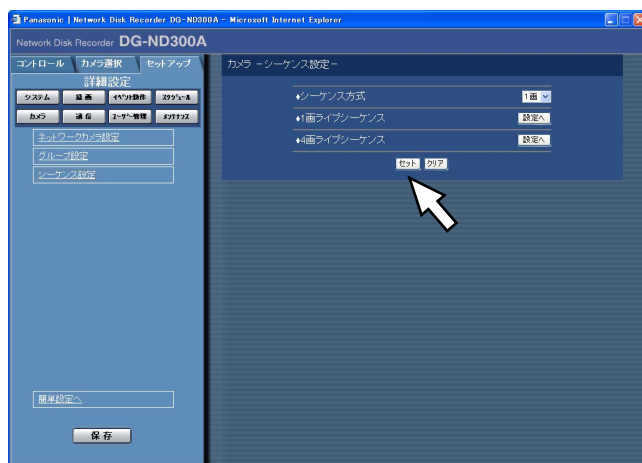 Panasonic | Network Disk Recorder DG-ND300A - Microsoft Internet Explorer
Network Disk Recorder DG-ND300A
コントロール カメラ選択 セットアップ
詳細設定
システム 録画 イベント動作 スケジュール
カメラ 通信 ユーザー管理 メンテナンス
ネットワークカメラ設定
グループ設定
シーケンス設定
簡単設定へ
保存
カメラ －シーケンス設定－
♦シーケンス方式 1画
♦1画ライブシーケンス 設定へ
♦4画ライブシーケンス 設定へ
セット クリア